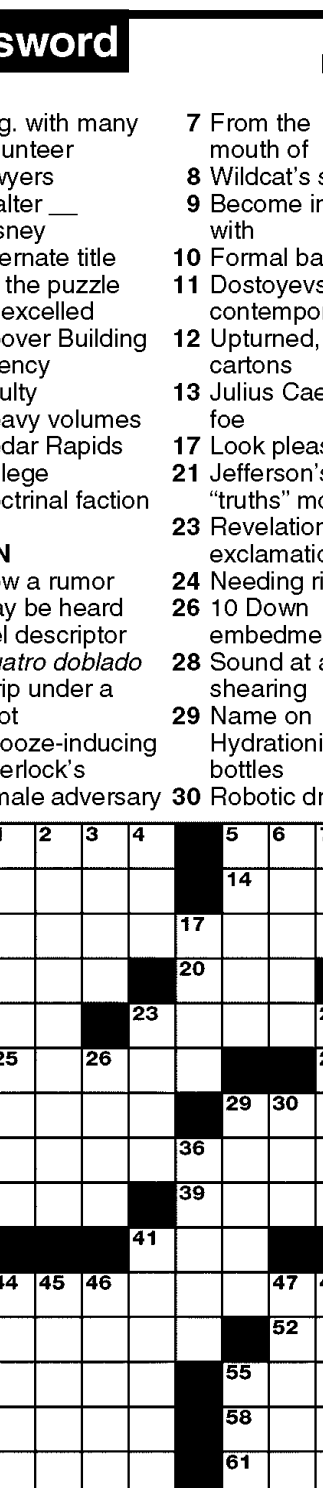 sword
g. with many
unteer
wyers
alter __
sney
ernate title
the puzzle
excelled
over Building
ency
ulty
avy volumes
dar Rapids
llege
ctrinal faction
N
ow a rumor
ay be heard
el descriptor
uatro doblado
rip under a
ot
ooze-inducing
erlock's
male adversary
7 From the
mouth of
8 Wildcat's s
9 Become in
with
10 Formal ba
11 Dostoyevs
contempor
12 Upturned,
cartons
13 Julius Cae
foe
17 Look pleas
21 Jefferson's
"truths" mo
23 Revelation
exclamatio
24 Needing ri
26 10 Down
embedme
28 Sound at a
shearing
29 Name on
Hydrationi
bottles
30 Robotic dr
1 2 3 4 5 6 7
14
17
20
23 2
25 26 2
29 30
36
39
41
44 45 46 47 4
52
55
58
61